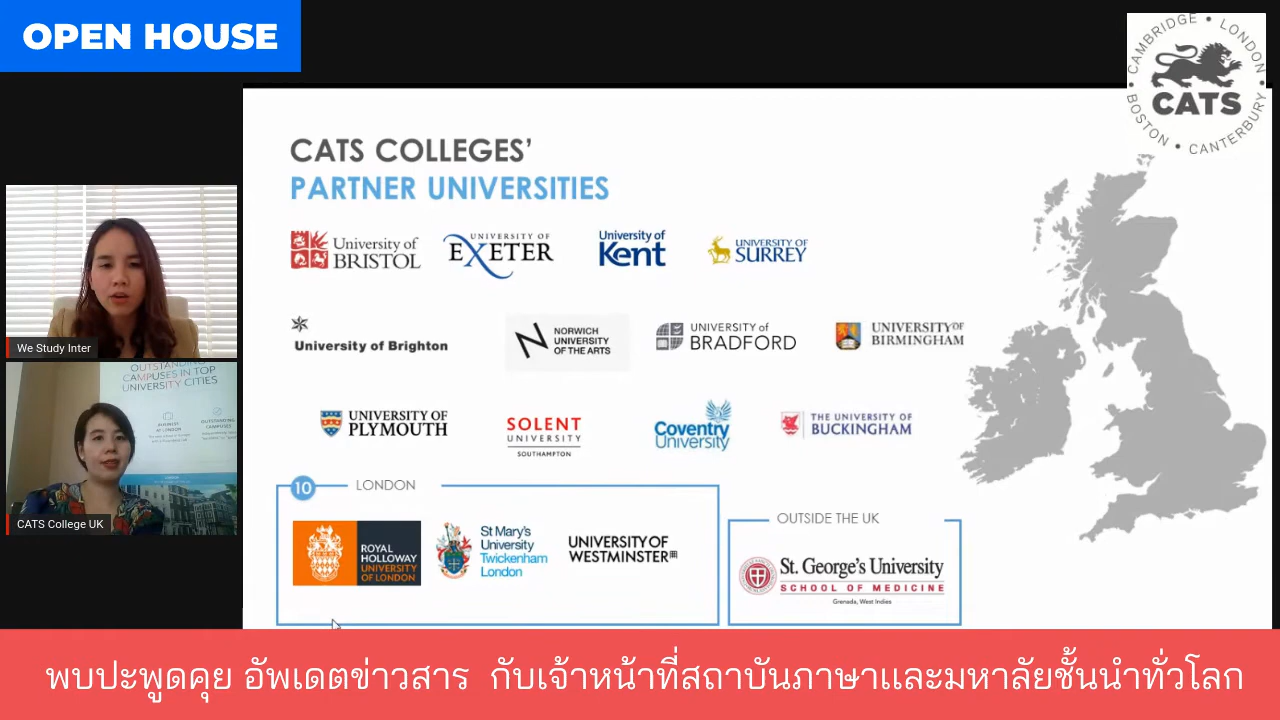 OPEN HOUSE
CAMBRIDGE • LONDON • BOSTON • CANTERBURY •
CATS
CATS COLLEGES’
PARTNER UNIVERSITIES
University of
BRISTOL
UNIVERSITY OF
EXETER
University of
Kent
UNIVERSITY OF
SURREY
University of Brighton
NORWICH
UNIVERSITY
OF THE ARTS
UNIVERSITY of
BRADFORD
UNIVERSITY OF
BIRMINGHAM
UNIVERSITY OF
PLYMOUTH
SOLENT
UNIVERSITY
SOUTHAMPTON
Coventry
University
THE UNIVERSITY OF
BUCKINGHAM
10
LONDON
ROYAL
HOLLOWAY
UNIVERSITY
OF LONDON
St Mary's
University
Twickenham
London
UNIVERSITY OF
WESTMINSTER
OUTSIDE THE UK
St. George's University
SCHOOL OF MEDICINE
Grenada, West Indies
We Study Inter
OUTSTANDING
CAMPUSES IN TOP
UNIVERSITY CITIES
CATS College UK
พบปะพูดคุย อัพเดตข่าวสาร กับเจ้าหน้าที่สถาบันภาษาและมหาลัยชั้นนำทั่วโลก